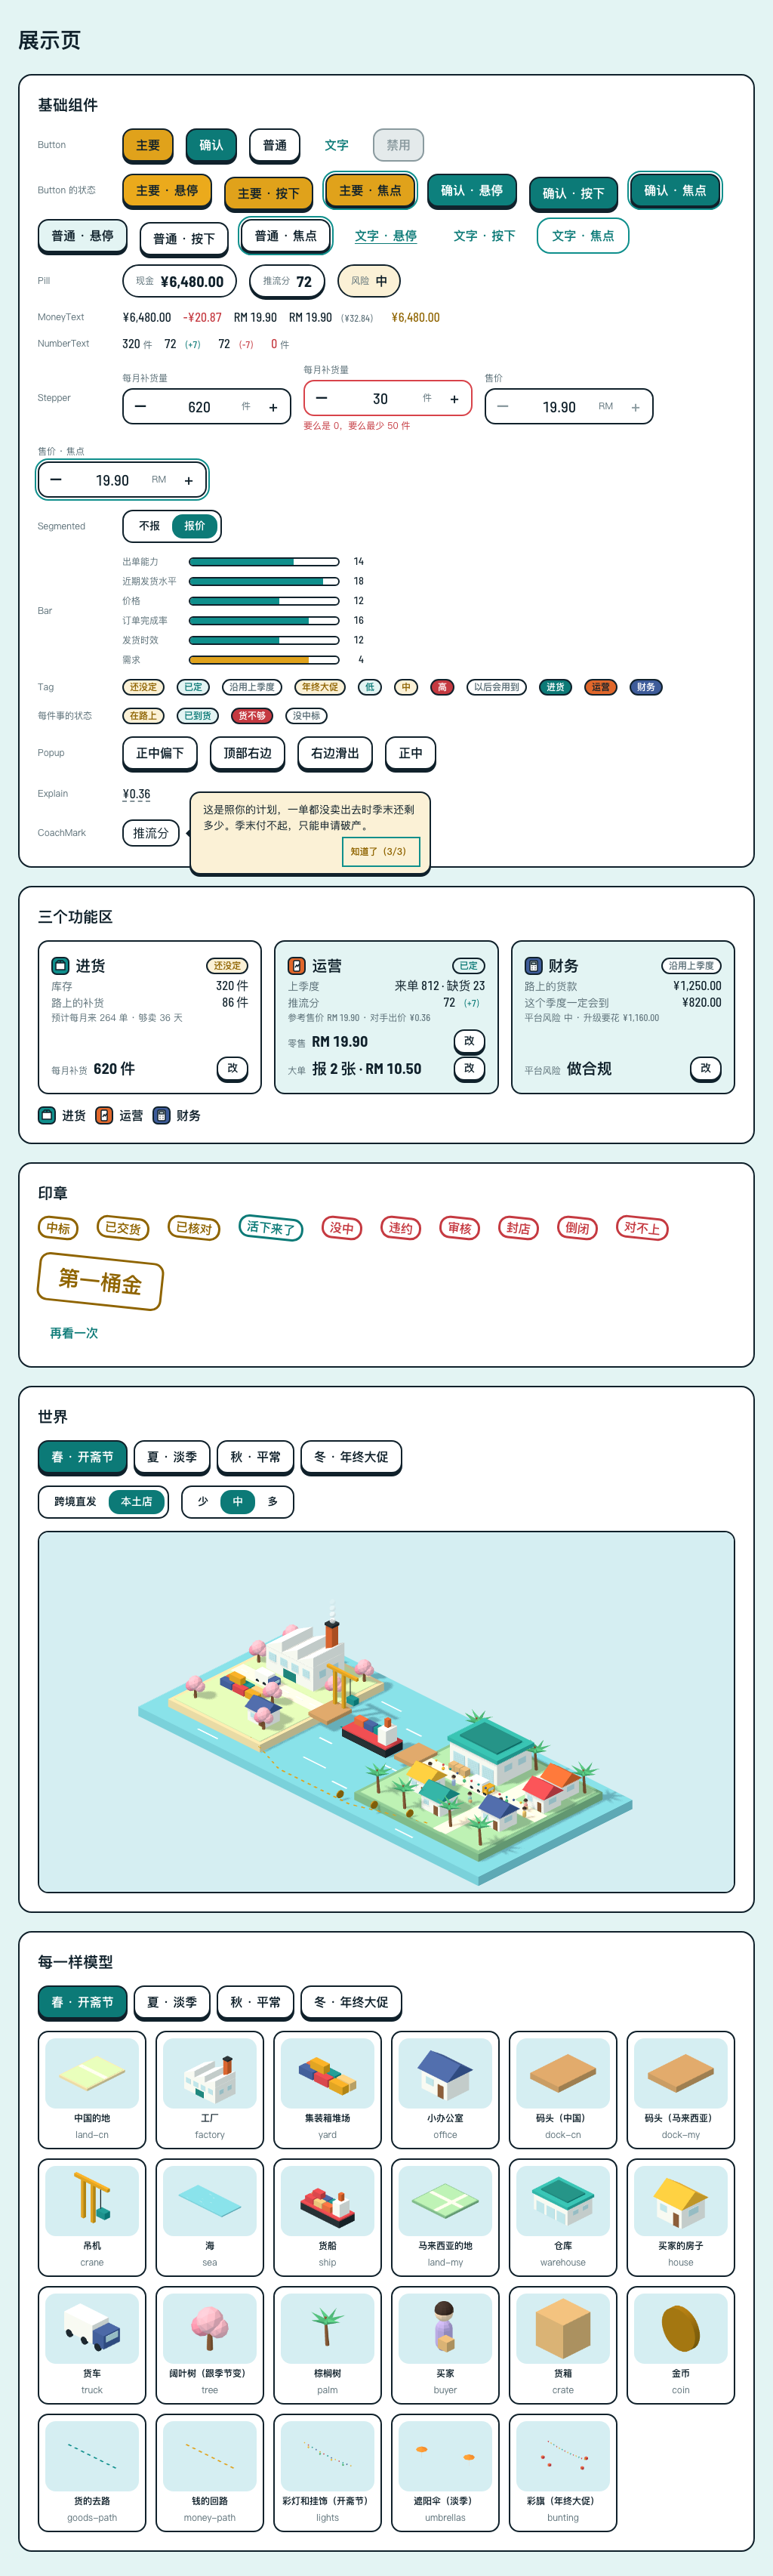 展示页
基础组件
Button
主要
确认
普通
文字
禁用
Button 的状态
主要 · 悬停
主要 · 按下
主要 · 焦点
确认 · 悬停
确认 · 按下
确认 · 焦点
普通 · 悬停
普通 · 按下
普通 · 焦点
文字 · 悬停
文字 · 按下
文字 · 焦点
Pill
现金 ¥6,480.00
推流分 72
风险 中
MoneyText
¥6,480.00 -¥20.87 RM 19.90 RM 19.90 (¥32.84) ¥6,480.00
NumberText
320 件 72 (+7) 72 (-7) 0 件
Stepper
每月补货量
— 620 件 +
每月补货量
— 30 件 +
要么是 0，要么最少 50 件
售价
— 19.90 RM +
售价 · 焦点
— 19.90 RM +
Segmented
不报 报价
Bar
出单能力 14
近期发货水平 18
价格 12
订单完成率 16
发货时效 12
需求 4
Tag
还没定 已定 沿用上季度 年终大促 低 中 高 以后会用到 进货 运营 财务
每件事的状态
在路上 已到货 货不够 没中标
Popup
正中偏下 顶部右边 右边滑出 正中
Explain
¥0.36
CoachMark
推流分
这是照你的计划，一单都没卖出去时季末还剩
多少。季末付不起，只能申请破产。
知道了（3/3）
三个功能区
进货 还没定
库存 320 件
路上的补货 86 件
预计每月来 264 单 · 够卖 36 天
每月补货 620 件 改
运营 已定
上季度 来单 812 · 缺货 23
推流分 72 (+7)
参考售价 RM 19.90 · 对手出价 ¥0.36
零售 RM 19.90 改
大单 报 2 张 · RM 10.50 改
财务 沿用上季度
路上的货款 ¥1,250.00
这个季度一定会到 ¥820.00
平台风险 中 · 升级要花 ¥1,160.00
平台风险 做合规 改
进货 运营 财务
印章
中标 已交货 已核对 活下来了 没中 违约 审核 封店 倒闭 对不上
第一桶金
再看一次
世界
春 · 开斋节 夏 · 淡季 秋 · 平常 冬 · 年终大促
跨境直发 本土店 少 中 多
每一样模型
春 · 开斋节 夏 · 淡季 秋 · 平常 冬 · 年终大促
中国的地
land-cn
工厂
factory
集装箱堆场
yard
小办公室
office
码头（中国）
dock-cn
码头（马来西亚）
dock-my
吊机
crane
海
sea
货船
ship
马来西亚的地
land-my
仓库
warehouse
买家的房子
house
货车
truck
阔叶树（跟季节变）
tree
棕榈树
palm
买家
buyer
货箱
crate
金币
coin
货的去路
goods-path
钱的回路
money-path
彩灯和挂饰（开斋节）
lights
遮阳伞（淡季）
umbrellas
彩旗（年终大促）
bunting